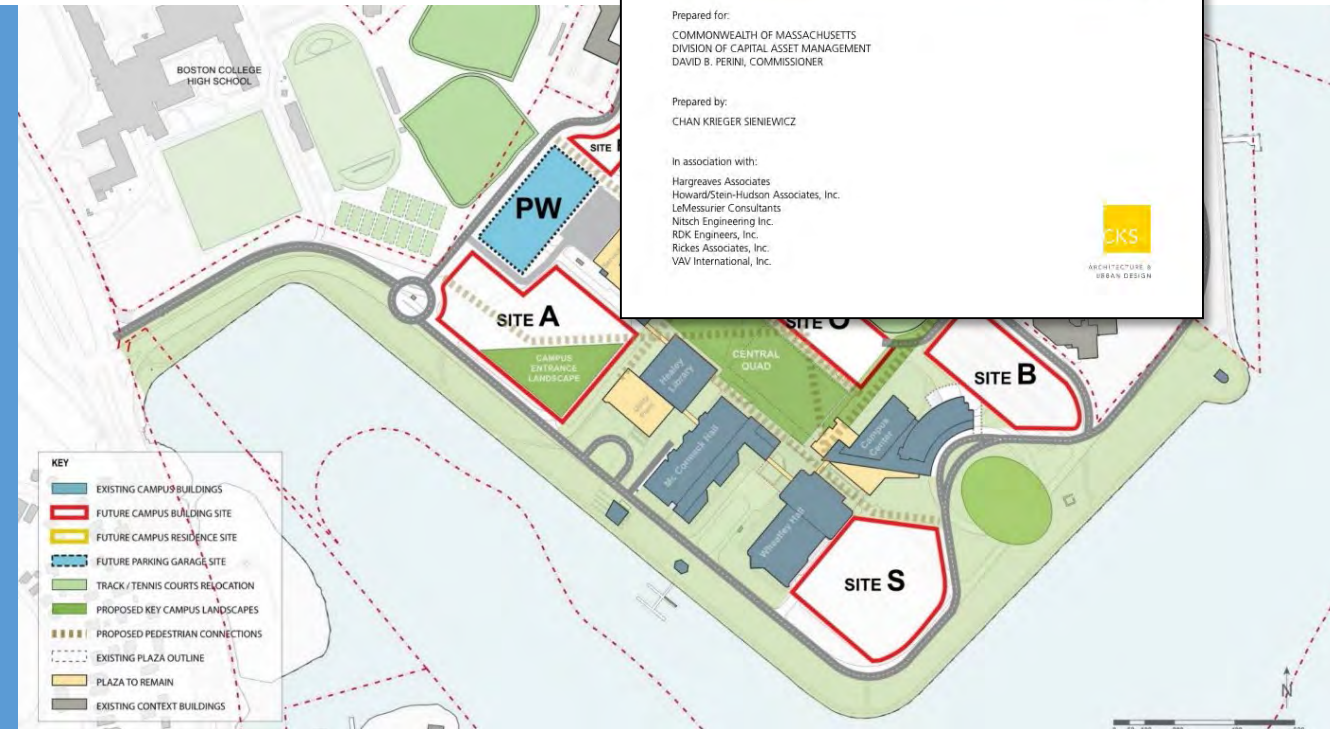 Prepared for:
COMMONWEALTH OF MASSACHUSETTS
DIVISION OF CAPITAL ASSET MANAGEMENT
DAVID B. PERINI, COMMISSIONER
Prepared by:
CHAN KRIEGER SIENIEWICZ
In association with:
Hargreaves Associates
Howard/Stein-Hudson Associates, Inc.
LeMessurier Consultants
Nitsch Engineering Inc.
RDK Engineers, Inc.
Rickes Associates, Inc.
VAV International, Inc.
CKS
ARCHITECTURE &
URBAN DESIGN
BOSTON COLLEGE
HIGH SCHOOL
SITE
PW
SITE A
CAMPUS
ENTRANCE
LANDSCAPE
Healey
Library
CENTRAL
QUAD
SITE
SITE B
Mc Cormack Hall
Campus
Center
Wheatley Hall
SITE S
KEY
EXISTING CAMPUS BUILDINGS
FUTURE CAMPUS BUILDING SITE
FUTURE CAMPUS RESIDENCE SITE
FUTURE PARKING GARAGE SITE
TRACK / TENNIS COURTS RELOCATION
PROPOSED KEY CAMPUS LANDSCAPES
PROPOSED PEDESTRIAN CONNECTIONS
EXISTING PLAZA OUTLINE
PLAZA TO REMAIN
EXISTING CONTEXT BUILDINGS
N